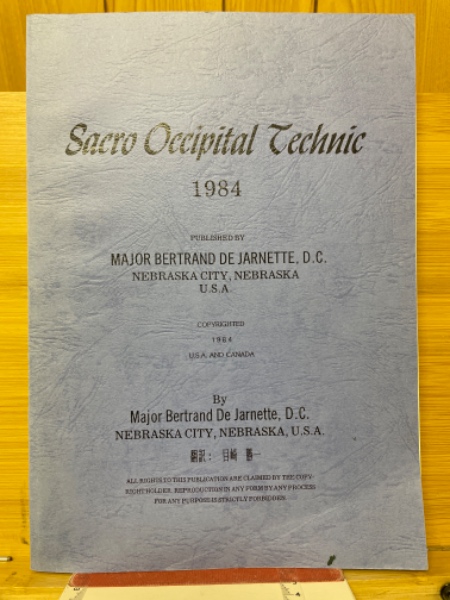 Sacro Occipital Technic
1984
PUBLISHED BY
MAJOR BERTRAND DE JARNETTE, D.C.
NEBRASKA CITY, NEBRASKA
U.S.A.
COPYRIGHTED
1984
U.S.A. AND CANADA
By
Major Bertrand De Jarnette, D.C.
NEBRASKA CITY, NEBRASKA, U.S.A.
翻訳：
ALL RIGHTS TO THIS PUBLICATION ARE CLAIMED BY THE COPY-
RIGHT HOLDER. REPRODUCTION IN ANY FORM BY ANY PROCESS
FOR ANY PURPOSE IS STRICTLY FORBIDDEN.